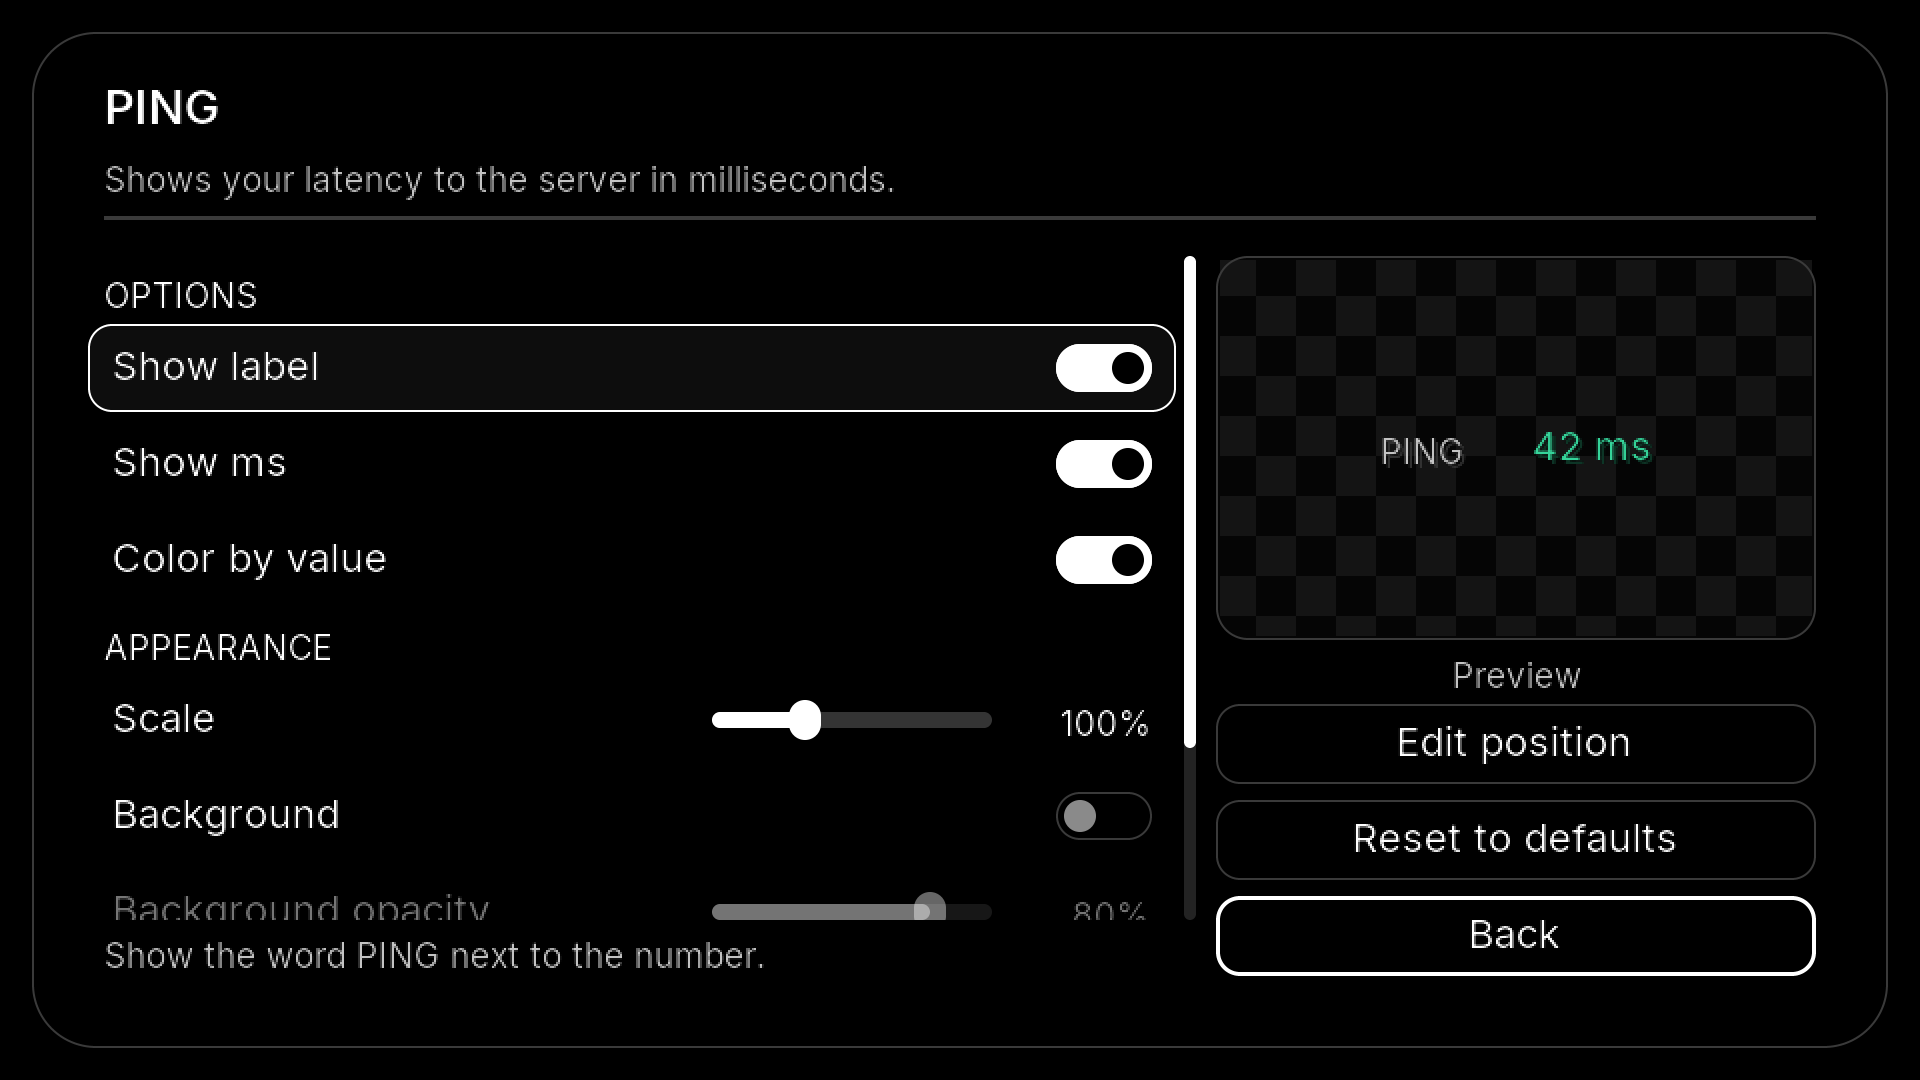 PING
Shows your latency to the server in milliseconds.
OPTIONS
Show label
Show ms
Color by value
APPEARANCE
Scale 100%
Background
Background opacity 80%
Show the word PING next to the number.
PING 42 ms
Preview
Edit position
Reset to defaults
Back